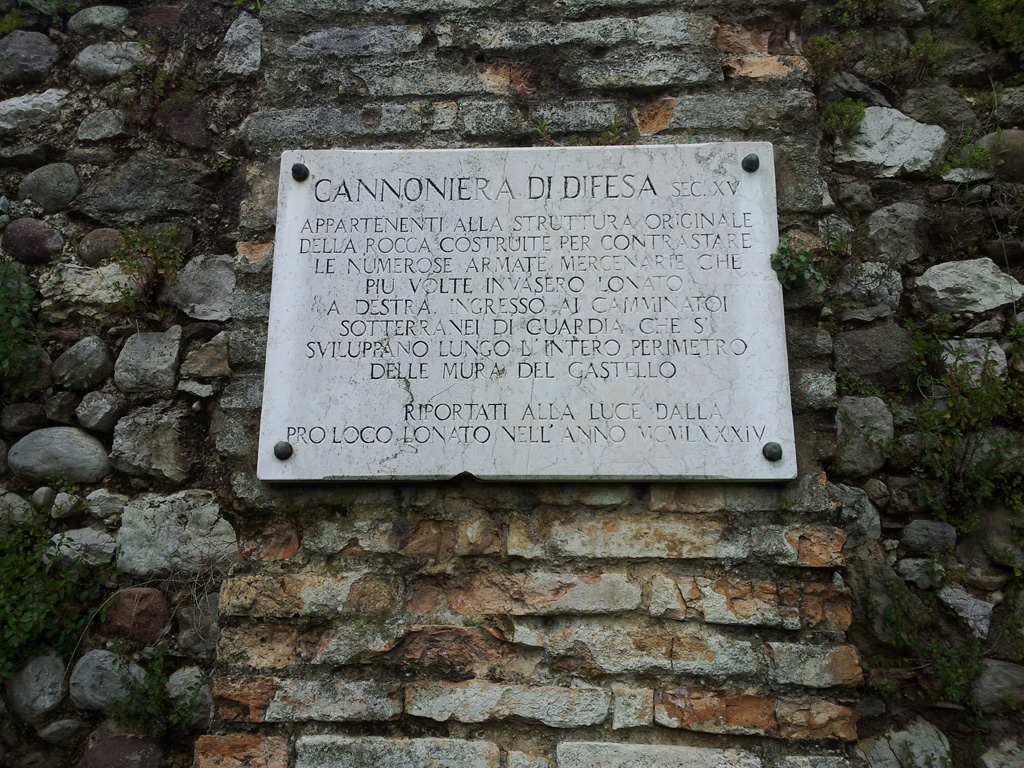 CANNONIERA DI DIFESA SEC. XV
APPARTENENTI ALLA STRUTTURA ORIGINALE
DELLA ROCCA COSTRUITE PER CONTRASTARE
LE NUMEROSE ARMATE MERCENARIE CHE
PIU VOLTE INVASERO LONATO
A DESTRA, INGRESSO AI CAMMINATOI
SOTTERRANEI DI GUARDIA CHE SI
SVILUPPANO LUNGO L'INTERO PERIMETRO
DELLE MURA DEL CASTELLO
RIPORTATI ALLA LUCE DALLA
PRO LOCO LONATO NELL'ANNO MCMLXXXIV